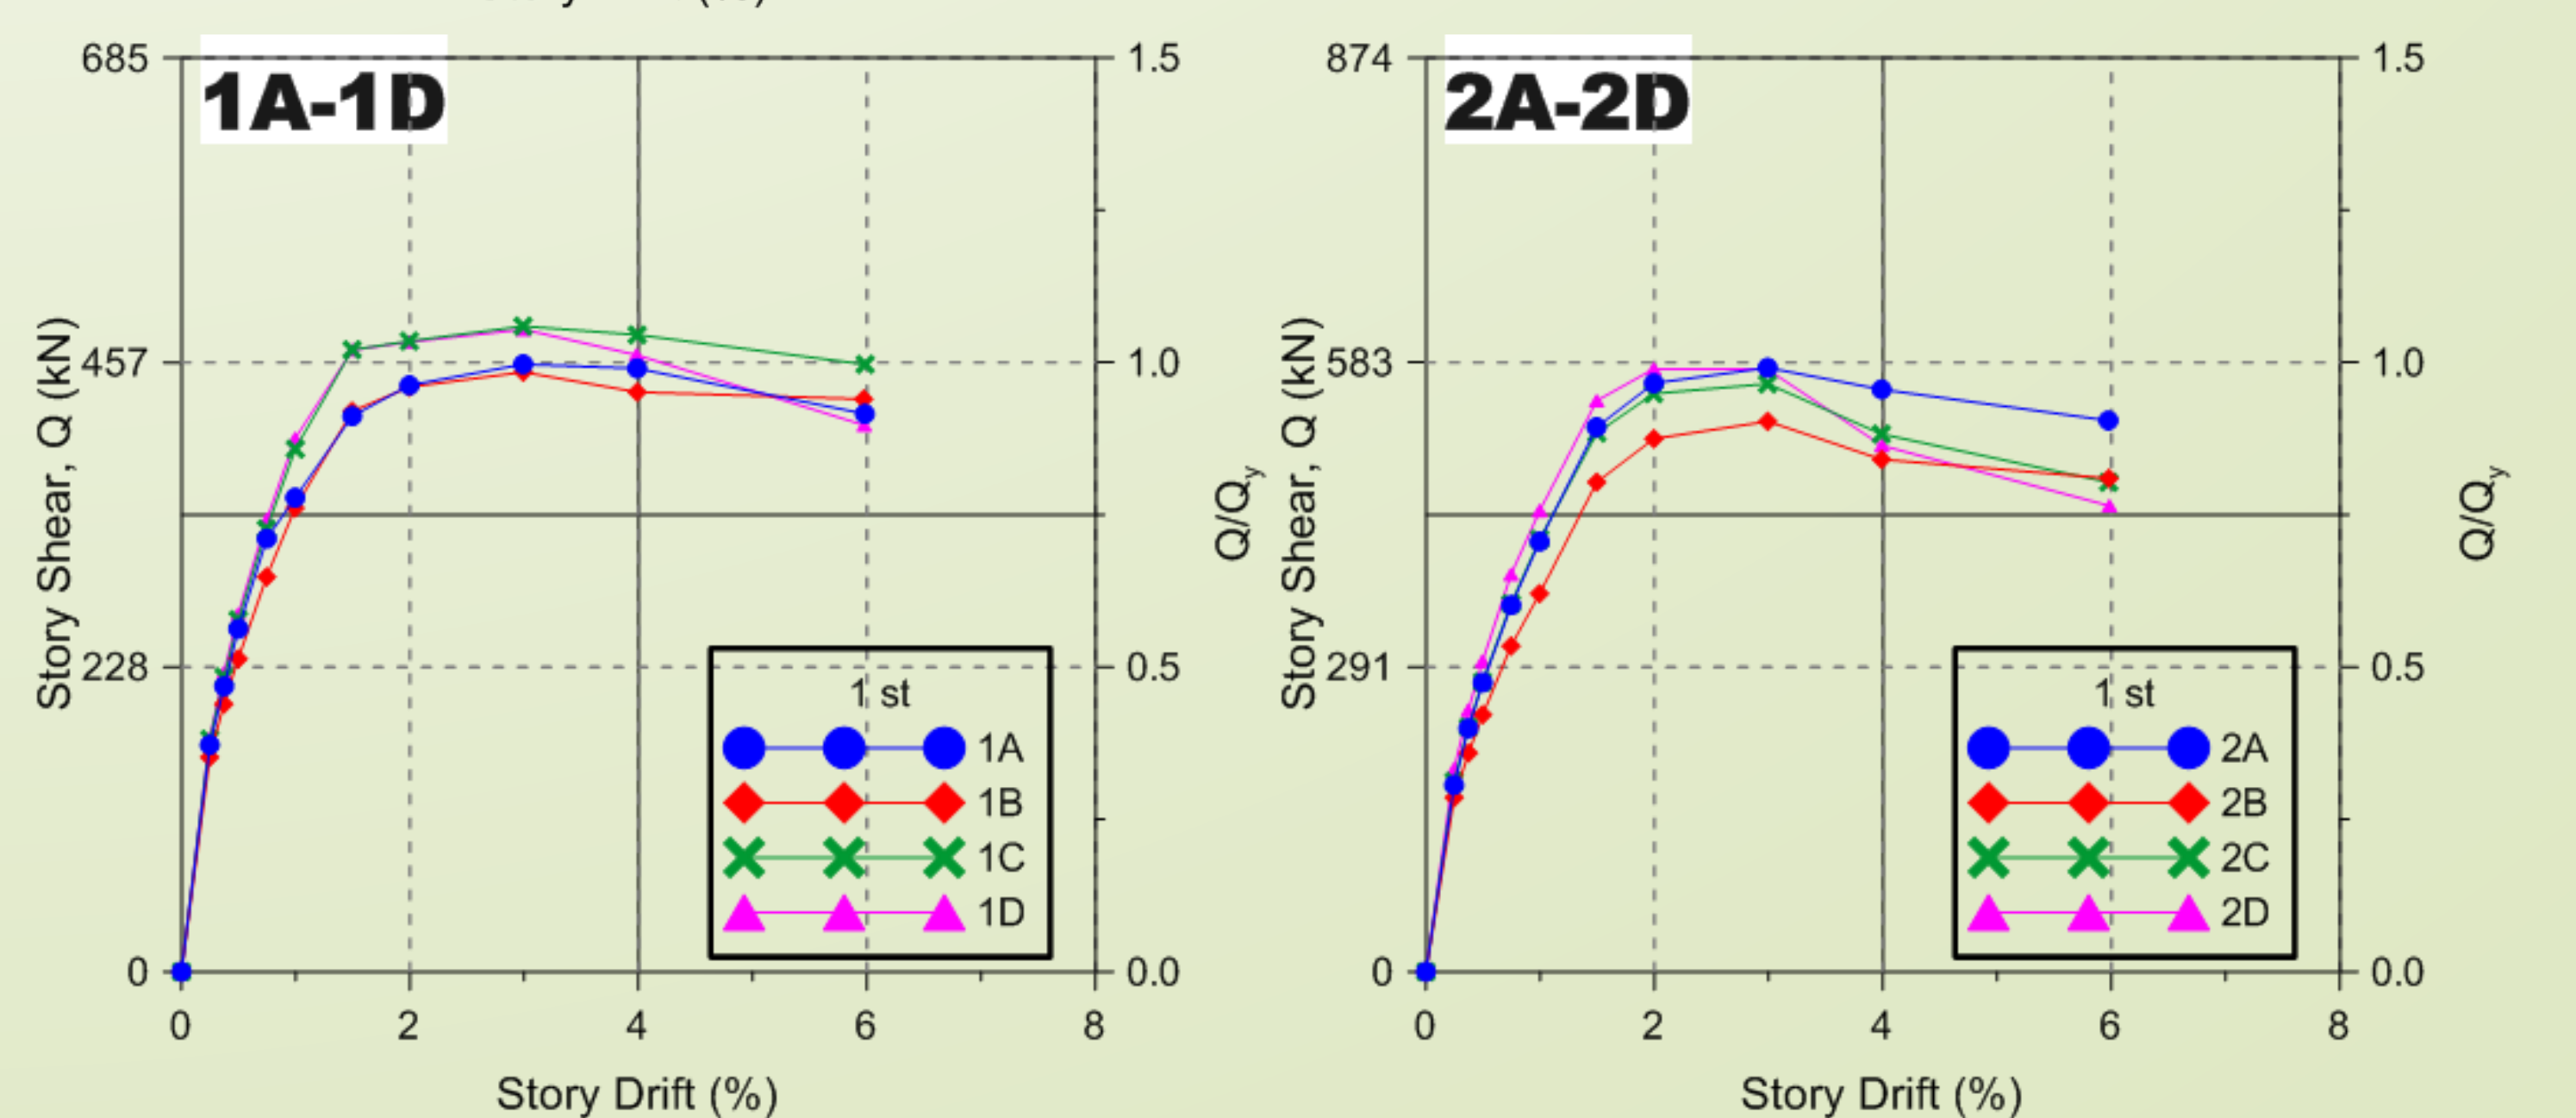 1A-1D
685
457
228
0
Story Shear, Q (kN)
1.5
1.0
0.5
0.0
Q/Qy
1 st
1A
1B
1C
1D
0 2 4 6 8
Story Drift (%)
2A-2D
874
583
291
0
Story Shear, Q (kN)
1.5
1.0
0.5
0.0
Q/Qy
1 st
2A
2B
2C
2D
0 2 4 6 8
Story Drift (%)